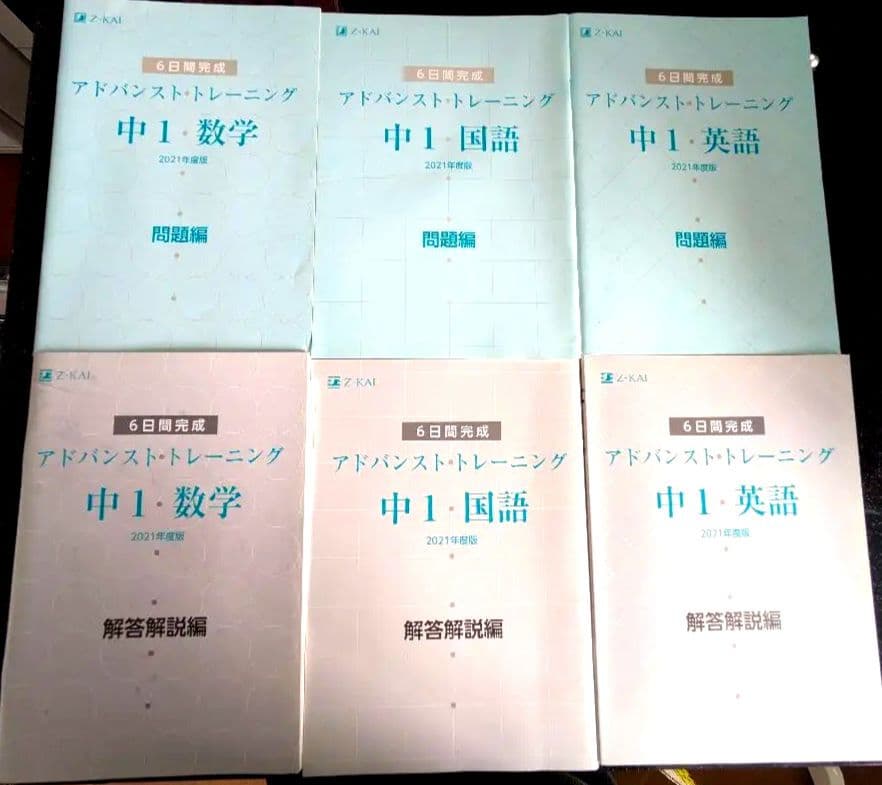 Z-KAI
6日間完成
アドバンスト・トレーニング
中1・数学
2021年度版
問題編
Z-KAI
6日間完成
アドバンスト・トレーニング
中1・国語
2021年度版
問題編
Z-KAI
6日間完成
アドバンスト・トレーニング
中1・英語
2021年度版
問題編
Z-KAI
6日間完成
アドバンスト・トレーニング
中1・数学
2021年度版
解答解説編
Z-KAI
6日間完成
アドバンスト・トレーニング
中1・国語
2021年度版
解答解説編
Z-KAI
6日間完成
アドバンスト・トレーニング
中1・英語
2021年度版
解答解説編